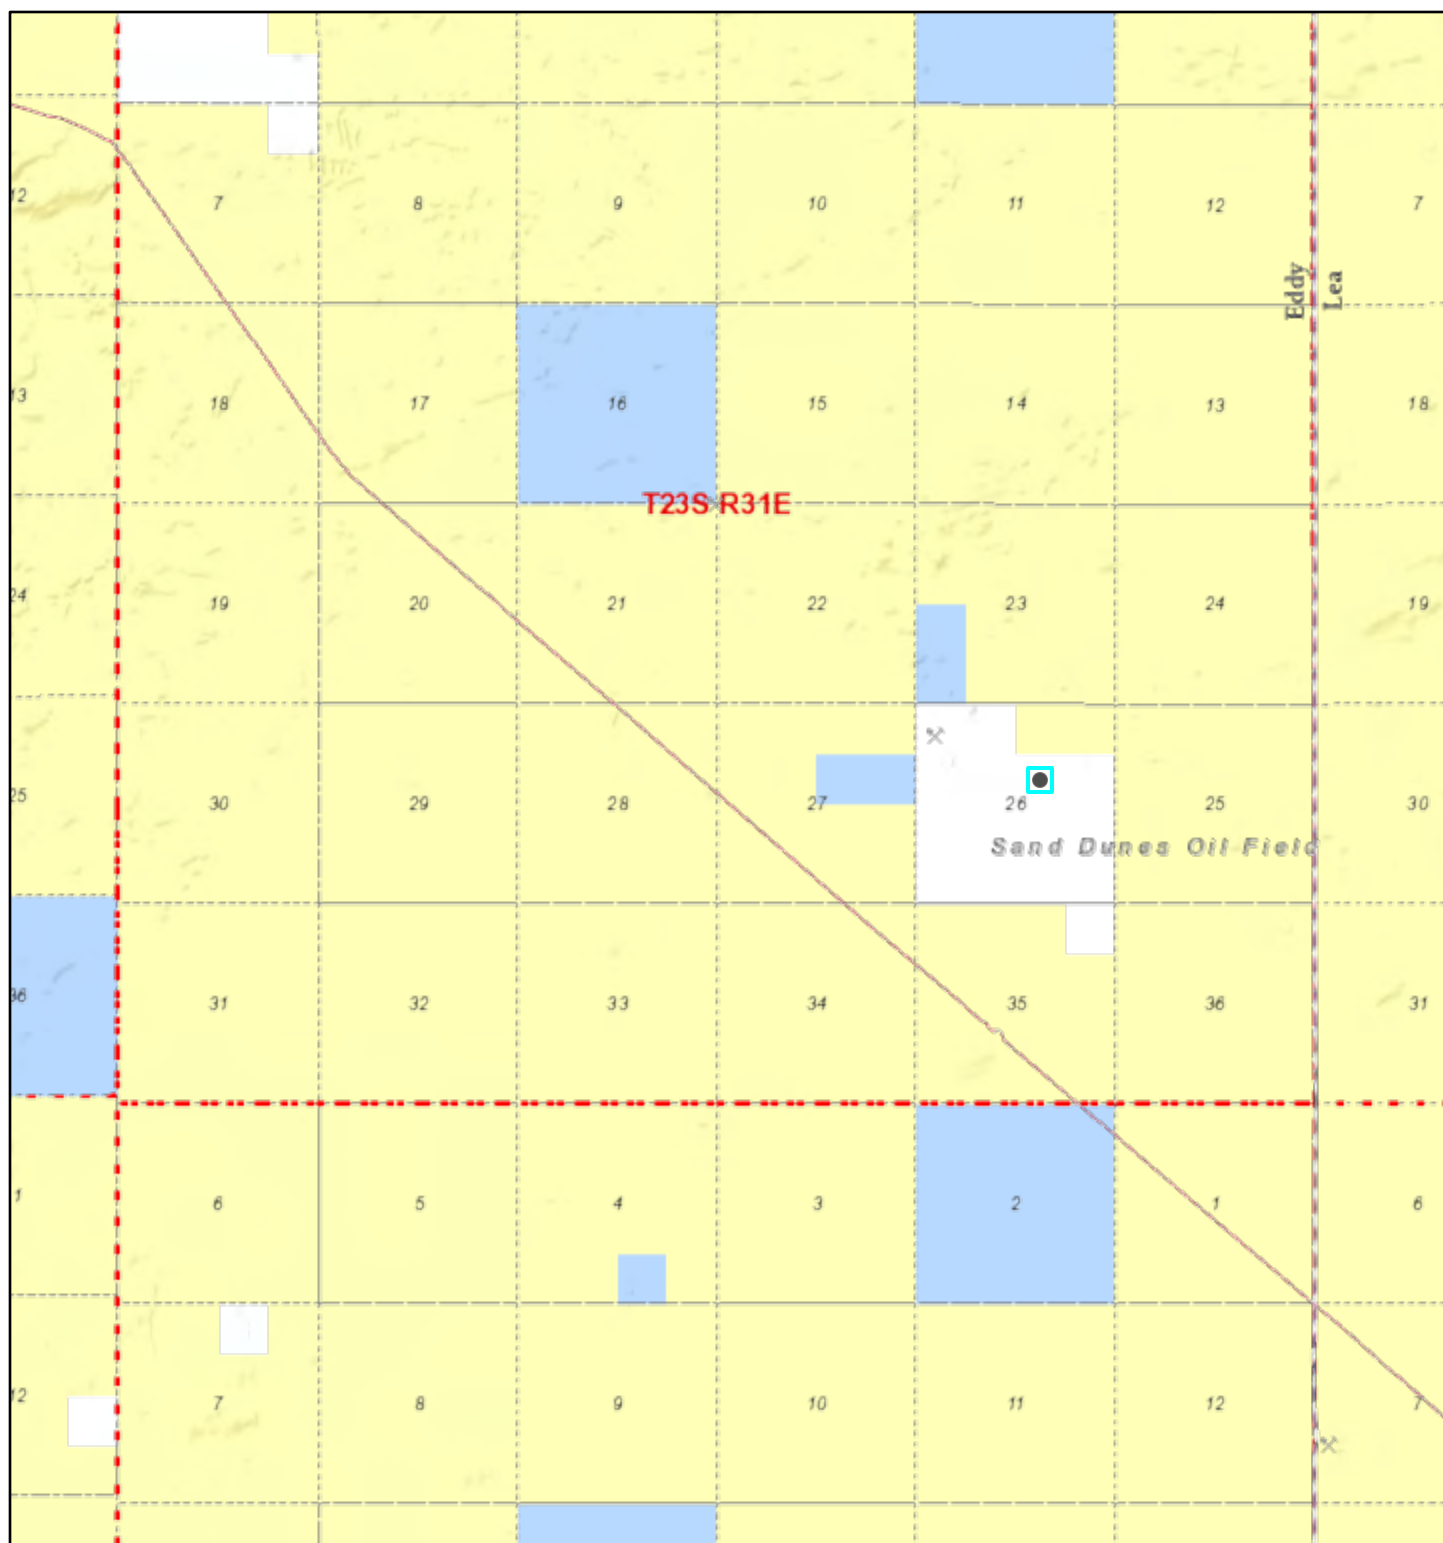 12 7 8 9 10 11 12 7
Eddy
Lea
13 18 17 16 15 14 13 18
T23S R31E
24 19 20 21 22 23 24 19
25 30 29 28 27 26 25 30
Sand Dunes Oil Field
36 31 32 33 34 35 36 31
1 6 5 4 3 2 1 6
12 7 8 9 10 11 12 7